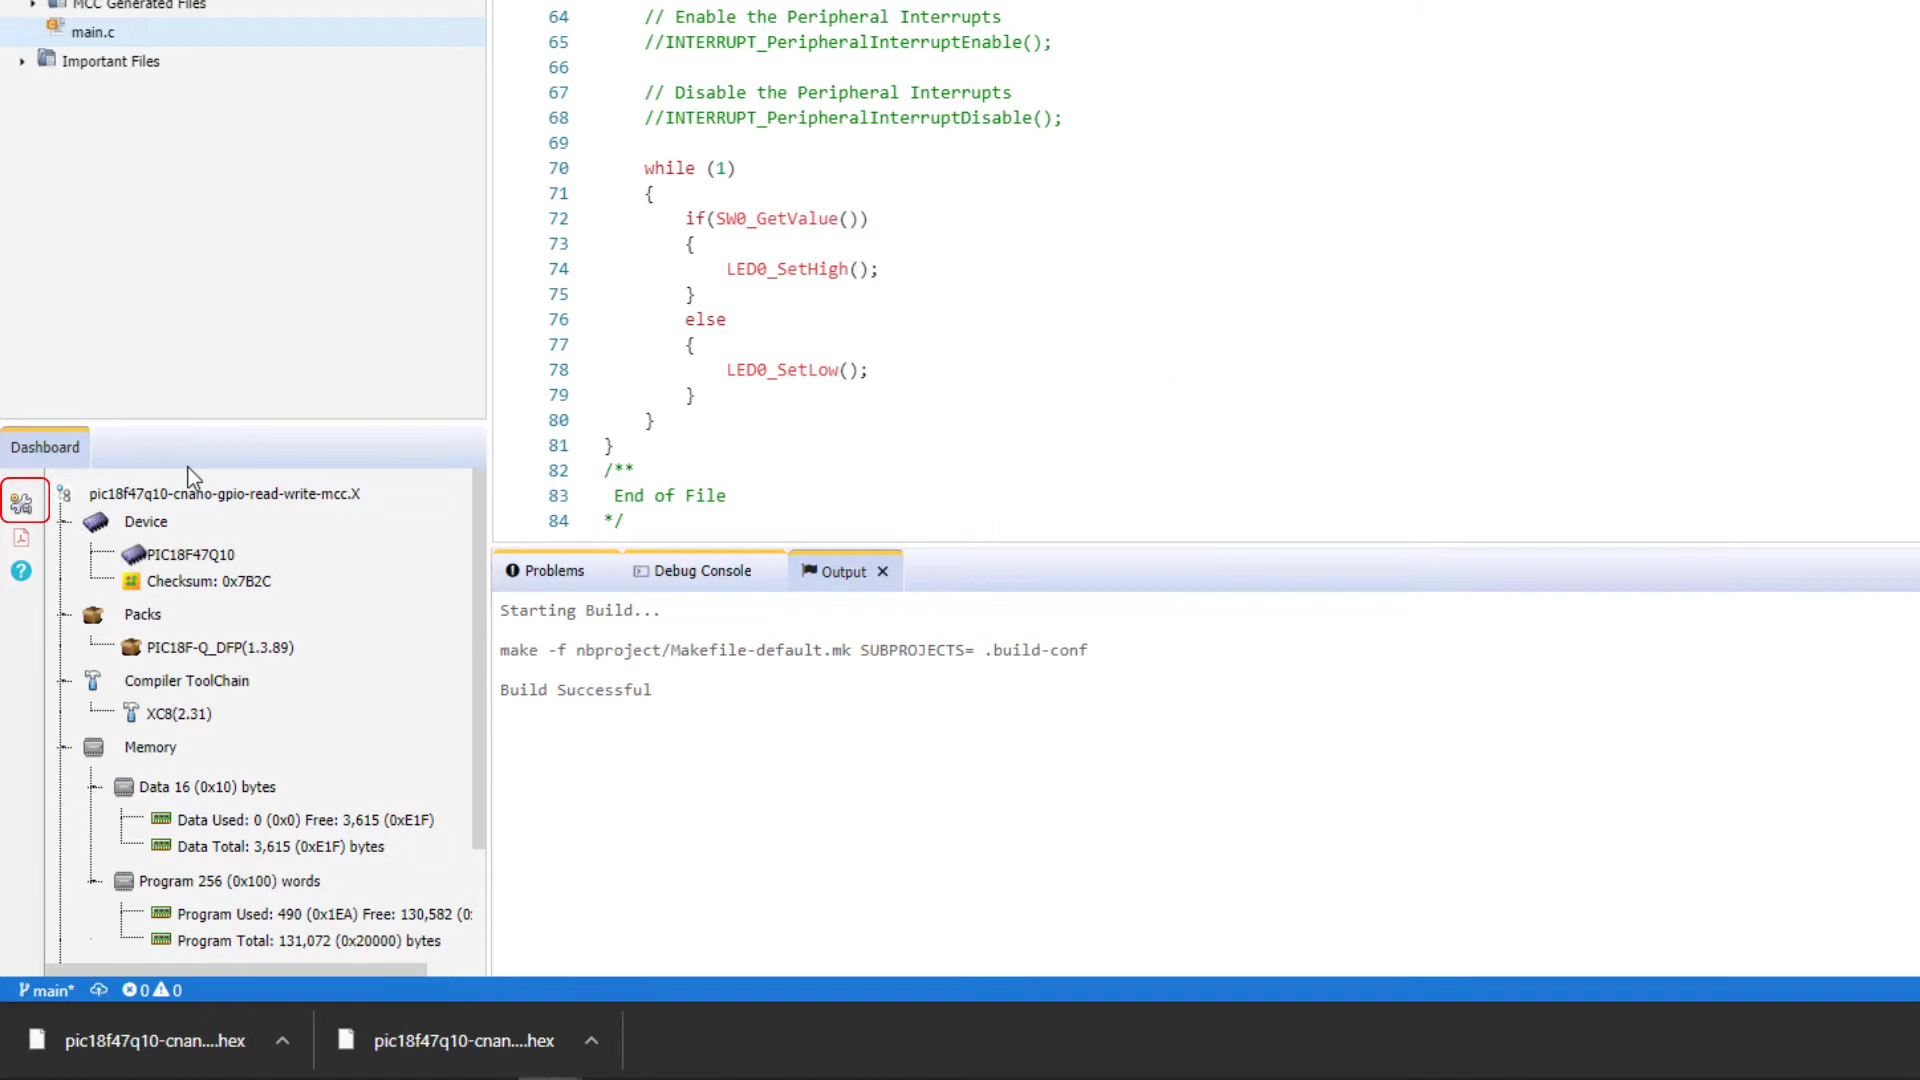 MCC Generated Files
main.c
Important Files
64 // Enable the Peripheral Interrupts
65 //INTERRUPT_PeripheralInterruptEnable();
66
67 // Disable the Peripheral Interrupts
68 //INTERRUPT_PeripheralInterruptDisable();
69
70 while (1)
71 {
72 if(SW0_GetValue())
73 {
74 LED0_SetHigh();
75 }
76 else
77 {
78 LED0_SetLow();
79 }
80 }
81 }
82 /**
83 End of File
84 */
Dashboard
pic18f47q10-cnano-gpio-read-write-mcc.X
Device
PIC18F47Q10
Checksum: 0x7B2C
Packs
PIC18F-Q_DFP(1.3.89)
Compiler ToolChain
XC8(2.31)
Memory
Data 16 (0x10) bytes
Data Used: 0 (0x0) Free: 3,615 (0xE1F)
Data Total: 3,615 (0xE1F) bytes
Program 256 (0x100) words
Program Used: 490 (0x1EA) Free: 130,582 (0
Program Total: 131,072 (0x20000) bytes
Problems
Debug Console
Output
Starting Build...
make -f nbproject/Makefile-default.mk SUBPROJECTS= .build-conf
Build Successful
main*
0
0
pic18f47q10-cnan....hex
pic18f47q10-cnan....hex